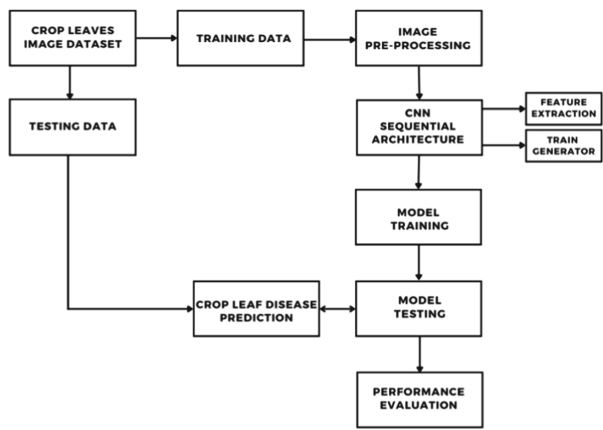 CROP LEAVES
IMAGE DATASET
TRAINING DATA
IMAGE
PRE-PROCESSING
TESTING DATA
CNN
SEQUENTIAL
ARCHITECTURE
FEATURE
EXTRACTION
TRAIN
GENERATOR
MODEL
TRAINING
CROP LEAF DISEASE
PREDICTION
MODEL
TESTING
PERFORMANCE
EVALUATION